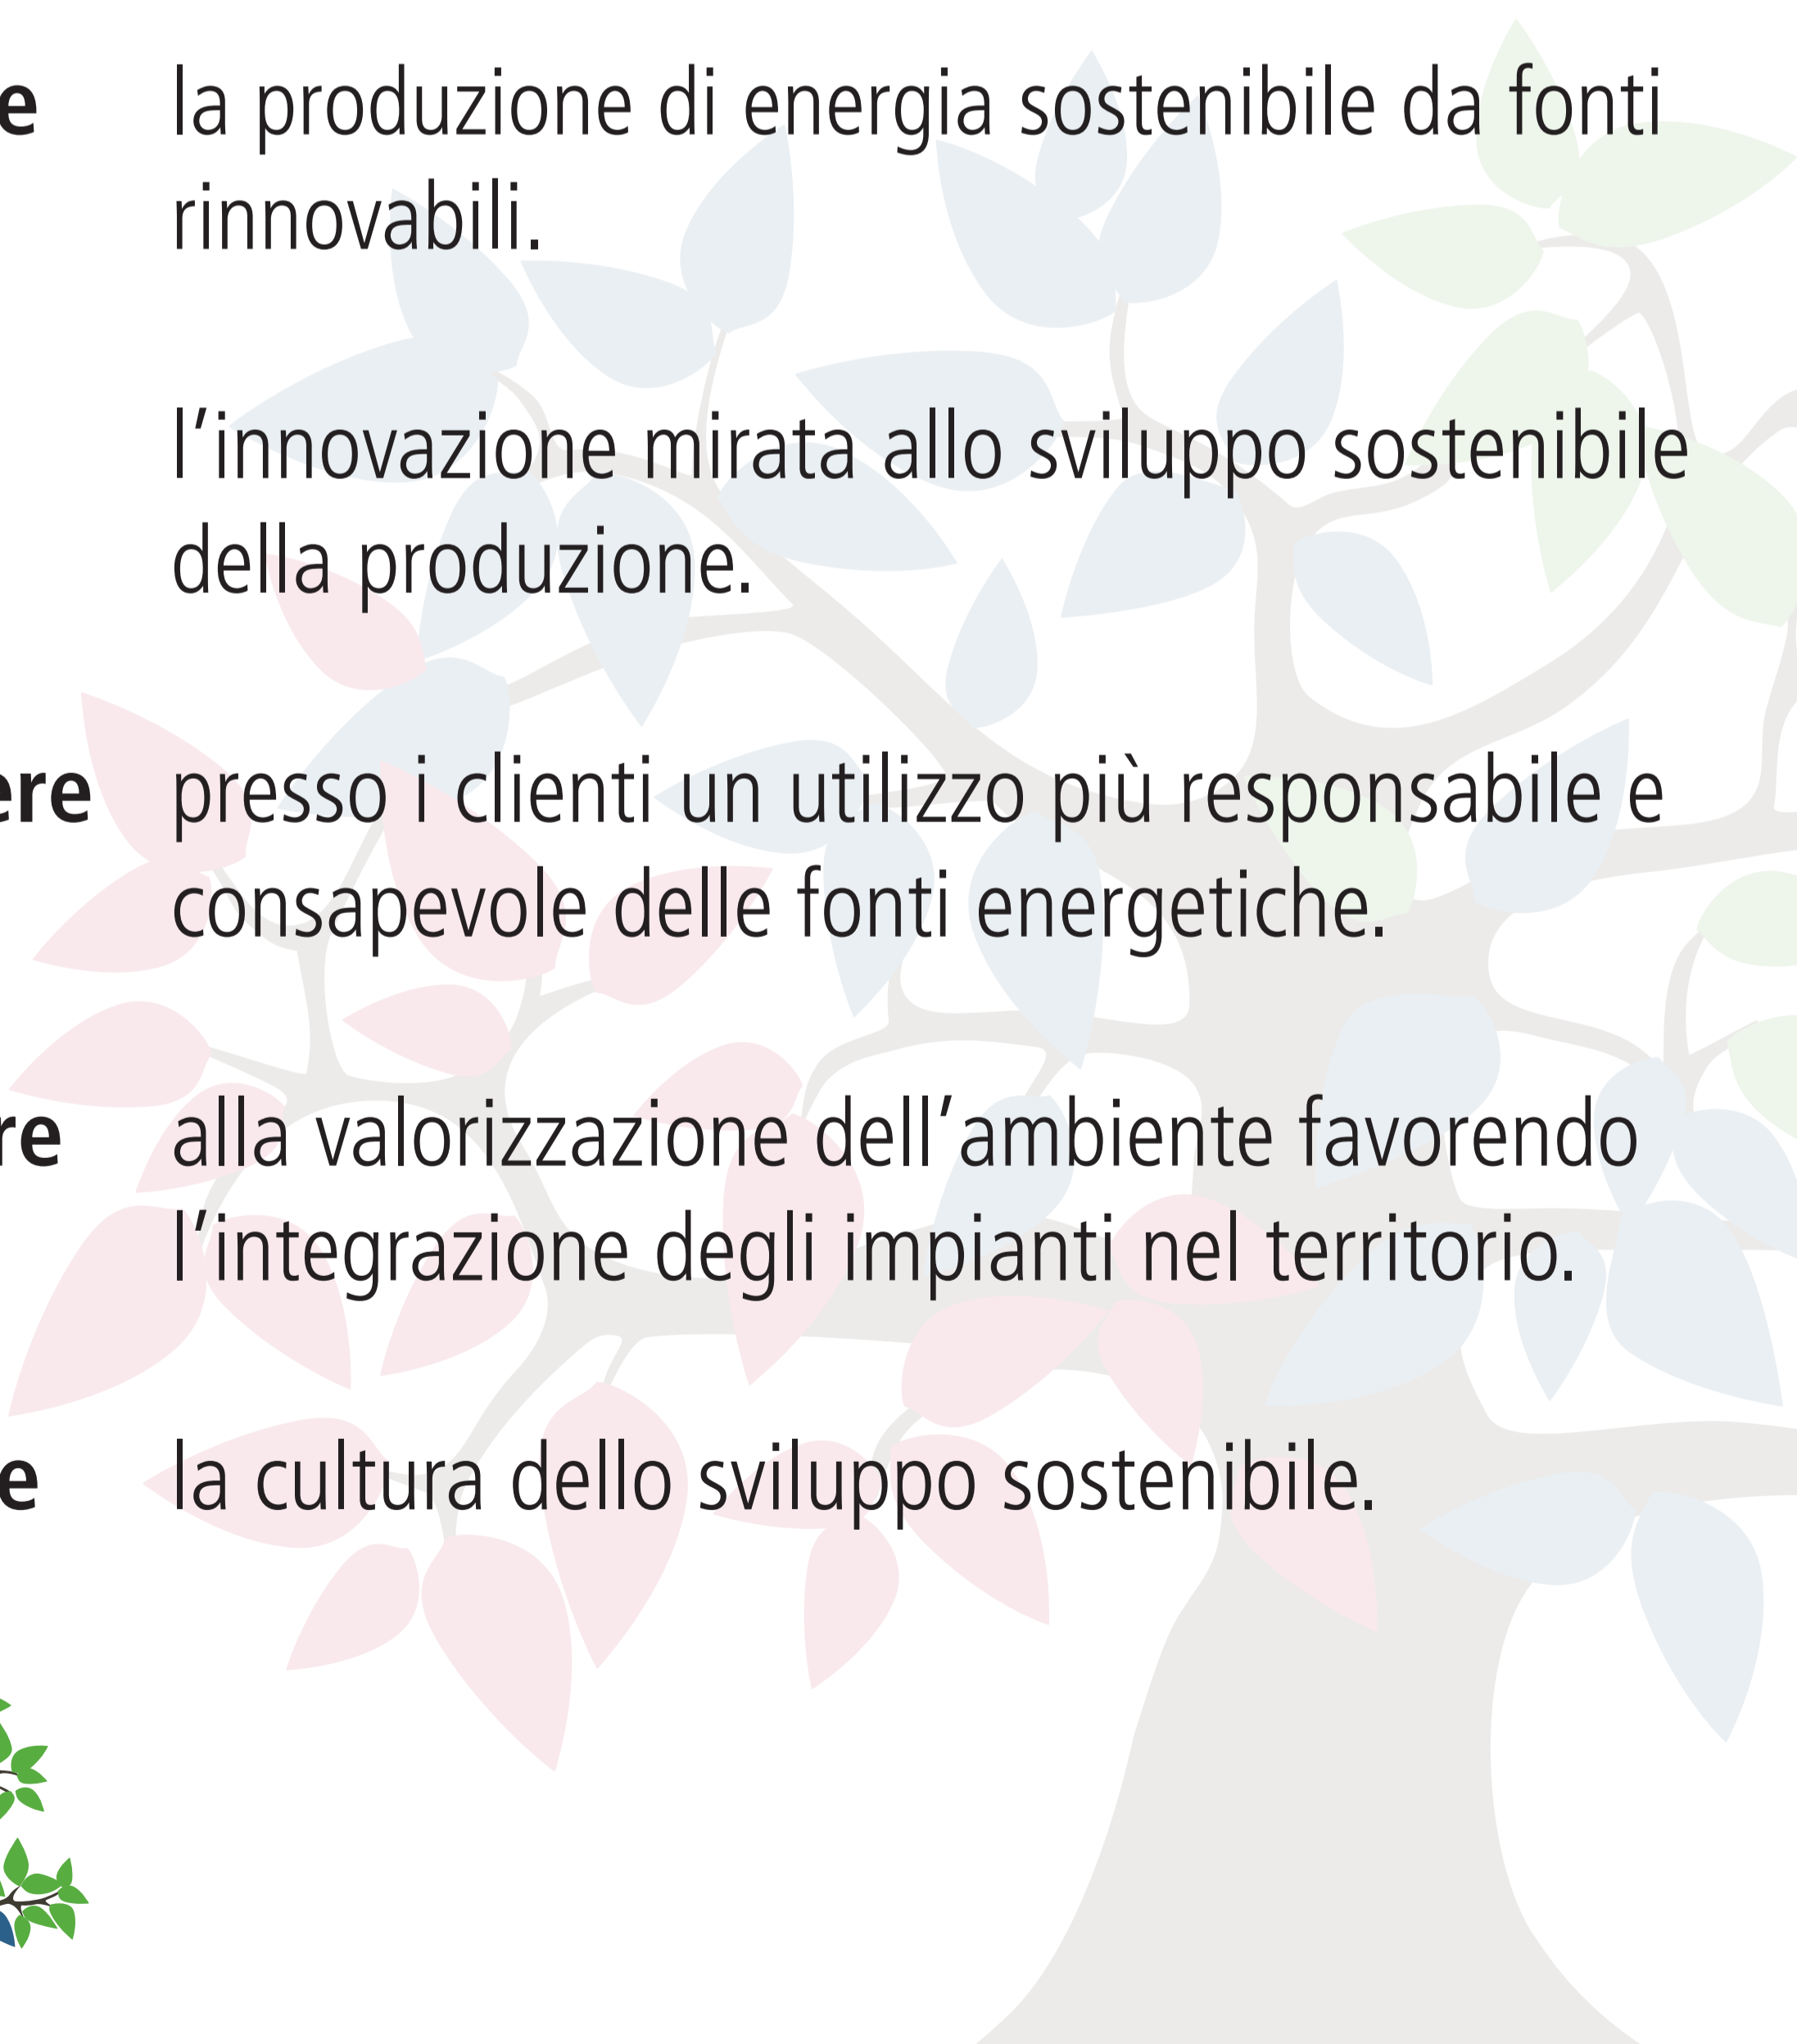 e la produzione di energia sostenibile da fonti
rinnovabili.
l'innovazione mirata allo sviluppo sostenibile
della produzione.
ere presso i clienti un utilizzo più responsabile e
consapevole delle fonti energetiche.
re alla valorizzazione dell'ambiente favorendo
l'integrazione degli impianti nel territorio.
e la cultura dello sviluppo sostenibile.